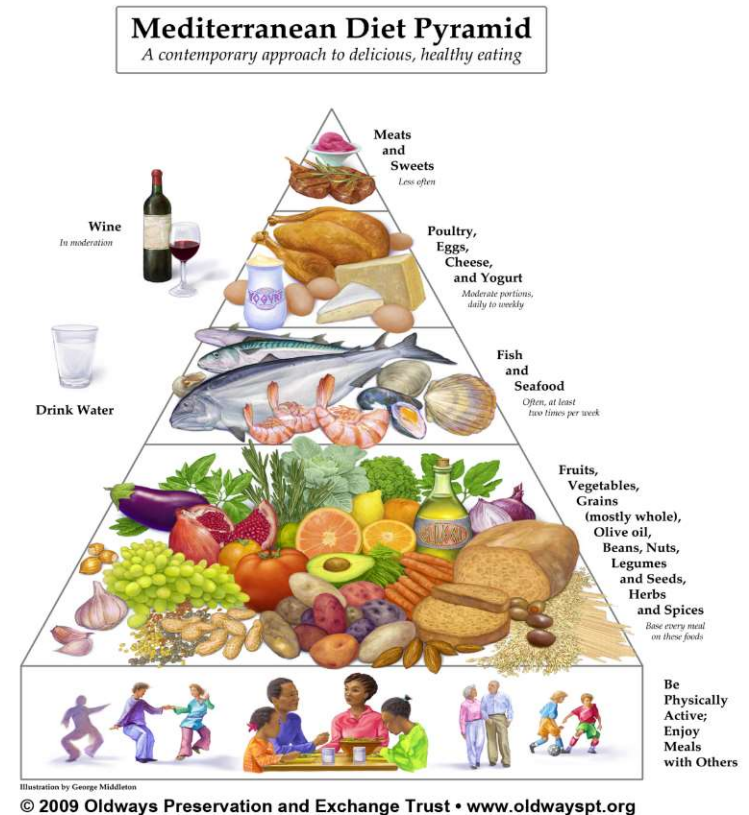 Mediterranean Diet Pyramid
A contemporary approach to delicious, healthy eating
Meats
and
Sweets
Less often
Wine
In moderation
Poultry,
Eggs,
Cheese,
and Yogurt
Moderate portions,
daily to weekly
YOGURT
Drink Water
Fish
and
Seafood
Often, at least
two times per week
Fruits,
Vegetables,
Grains
(mostly whole),
Olive oil,
Beans, Nuts,
Legumes
and Seeds,
Herbs
and Spices
Base every meal
on these foods
Be
Physically
Active;
Enjoy
Meals
with Others
Illustration by George Middleton
© 2009 Oldways Preservation and Exchange Trust • www.oldwayspt.org